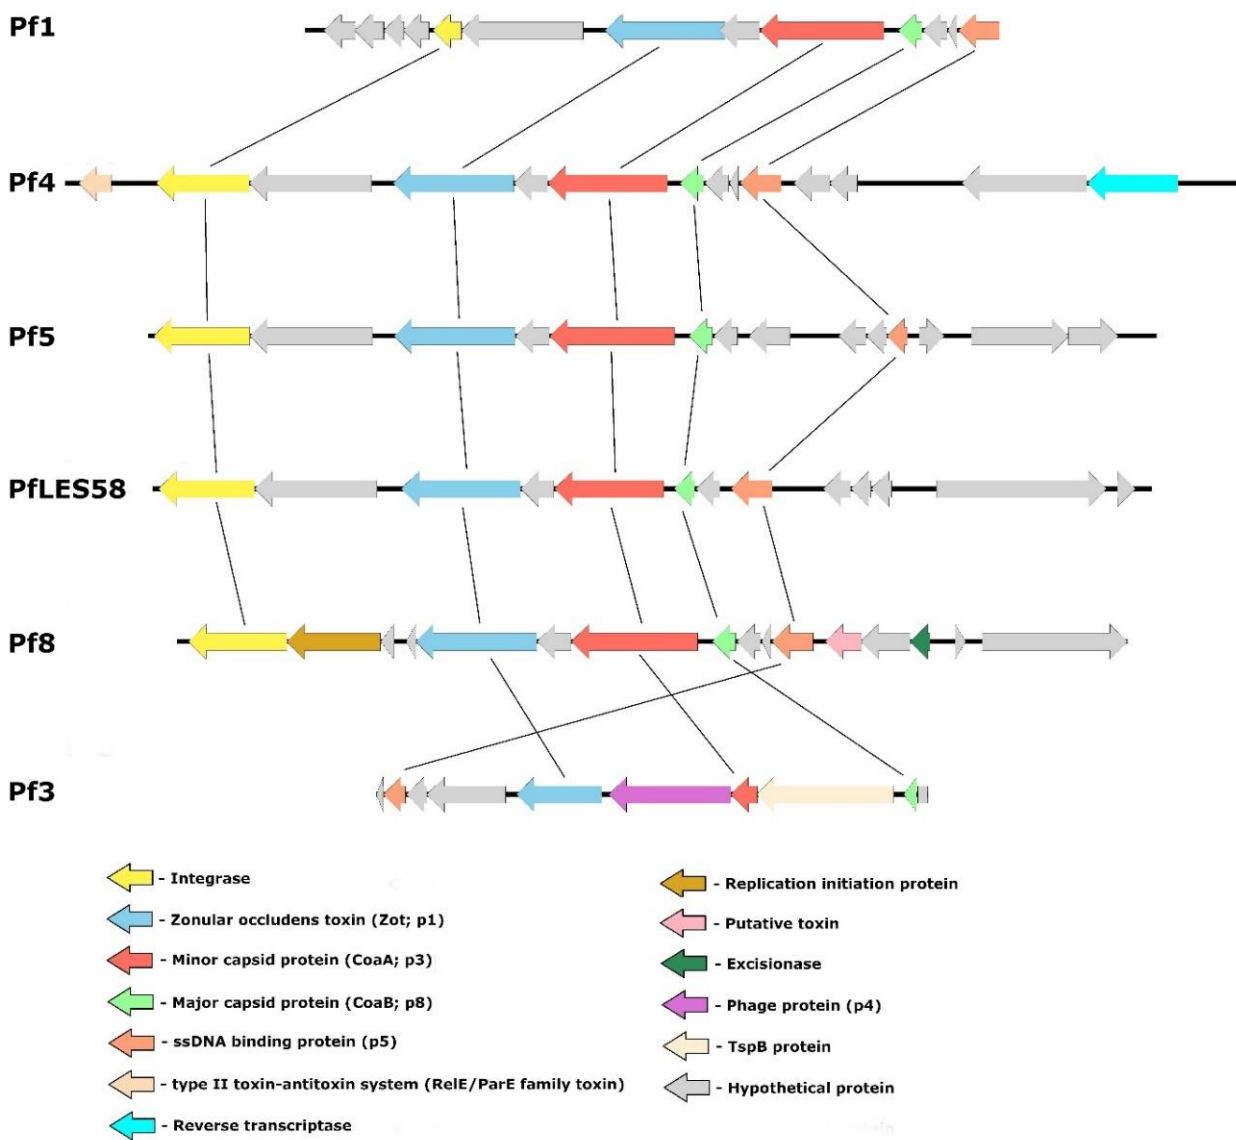 Pf1
Pf4
Pf5
PfLES58
Pf8
Pf3
- Integrase
- Zonular occludens toxin (Zot; p1)
- Minor capsid protein (CoaA; p3)
- Major capsid protein (CoaB; p8)
- ssDNA binding protein (p5)
- type II toxin-antitoxin system (RelE/ParE family toxin)
- Reverse transcriptase
- Replication initiation protein
- Putative toxin
- Excisionase
- Phage protein (p4)
- TspB protein
- Hypothetical protein